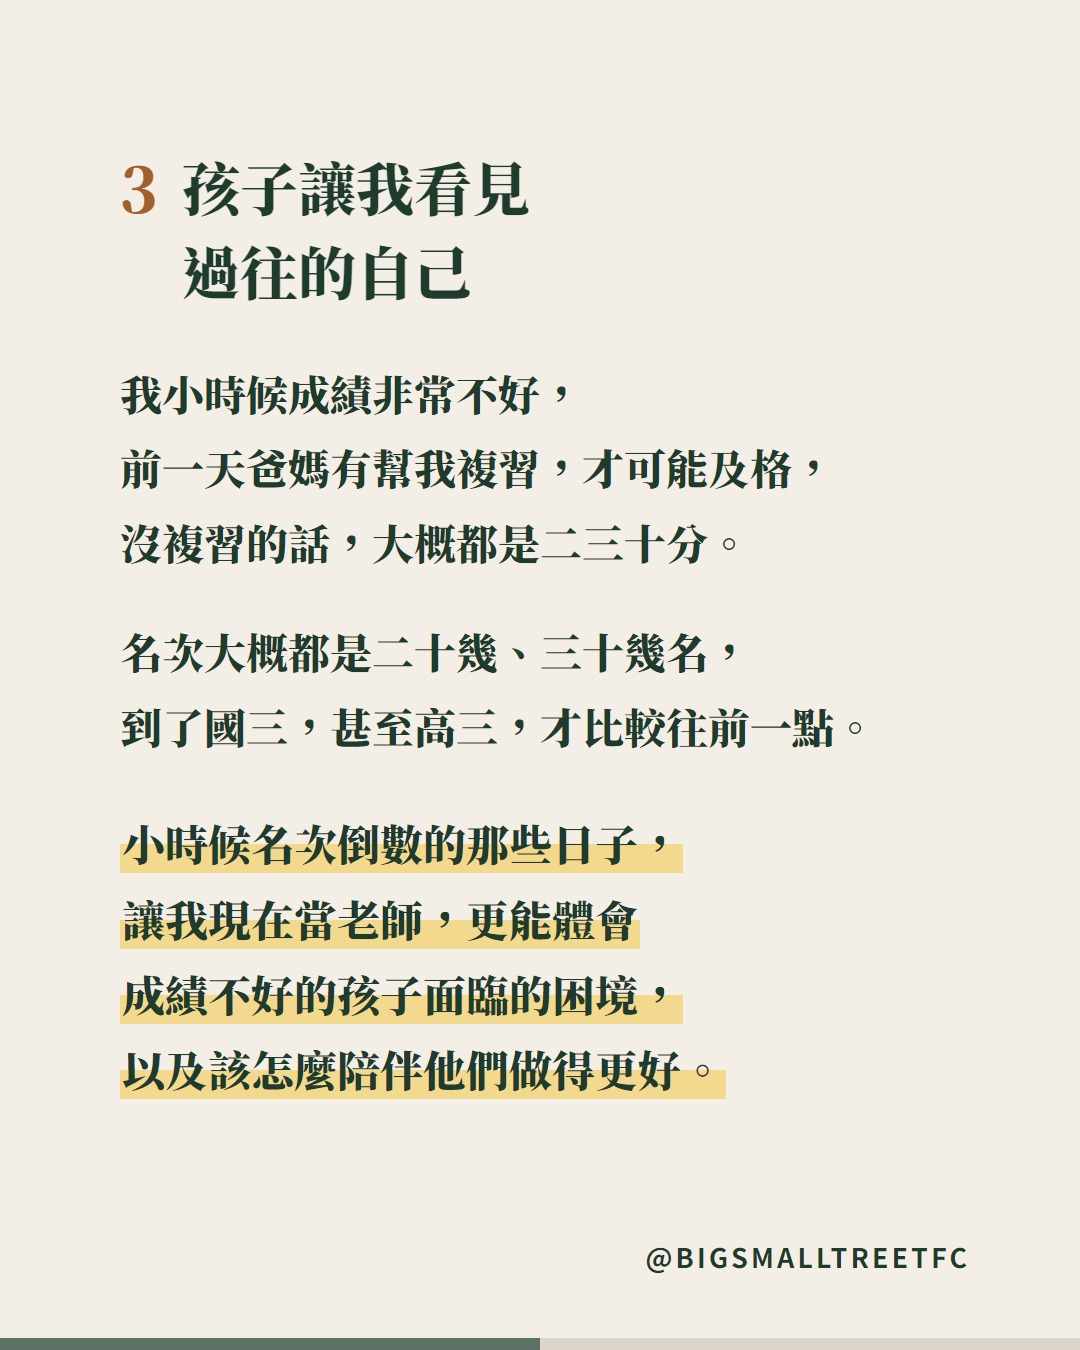 3 孩子讓我看見
過往的自己
我小時候成績非常不好，
前一天爸媽有幫我複習，才可能及格，
沒複習的話，大概都是二三十分。
名次大概都是二十幾、三十幾名，
到了國三，甚至高三，才比較往前一點。
小時候名次倒數的那些日子，
讓我現在當老師，更能體會
成績不好的孩子面臨的困境，
以及該怎麼陪伴他們做得更好。
@BIGSMALLTREETFC